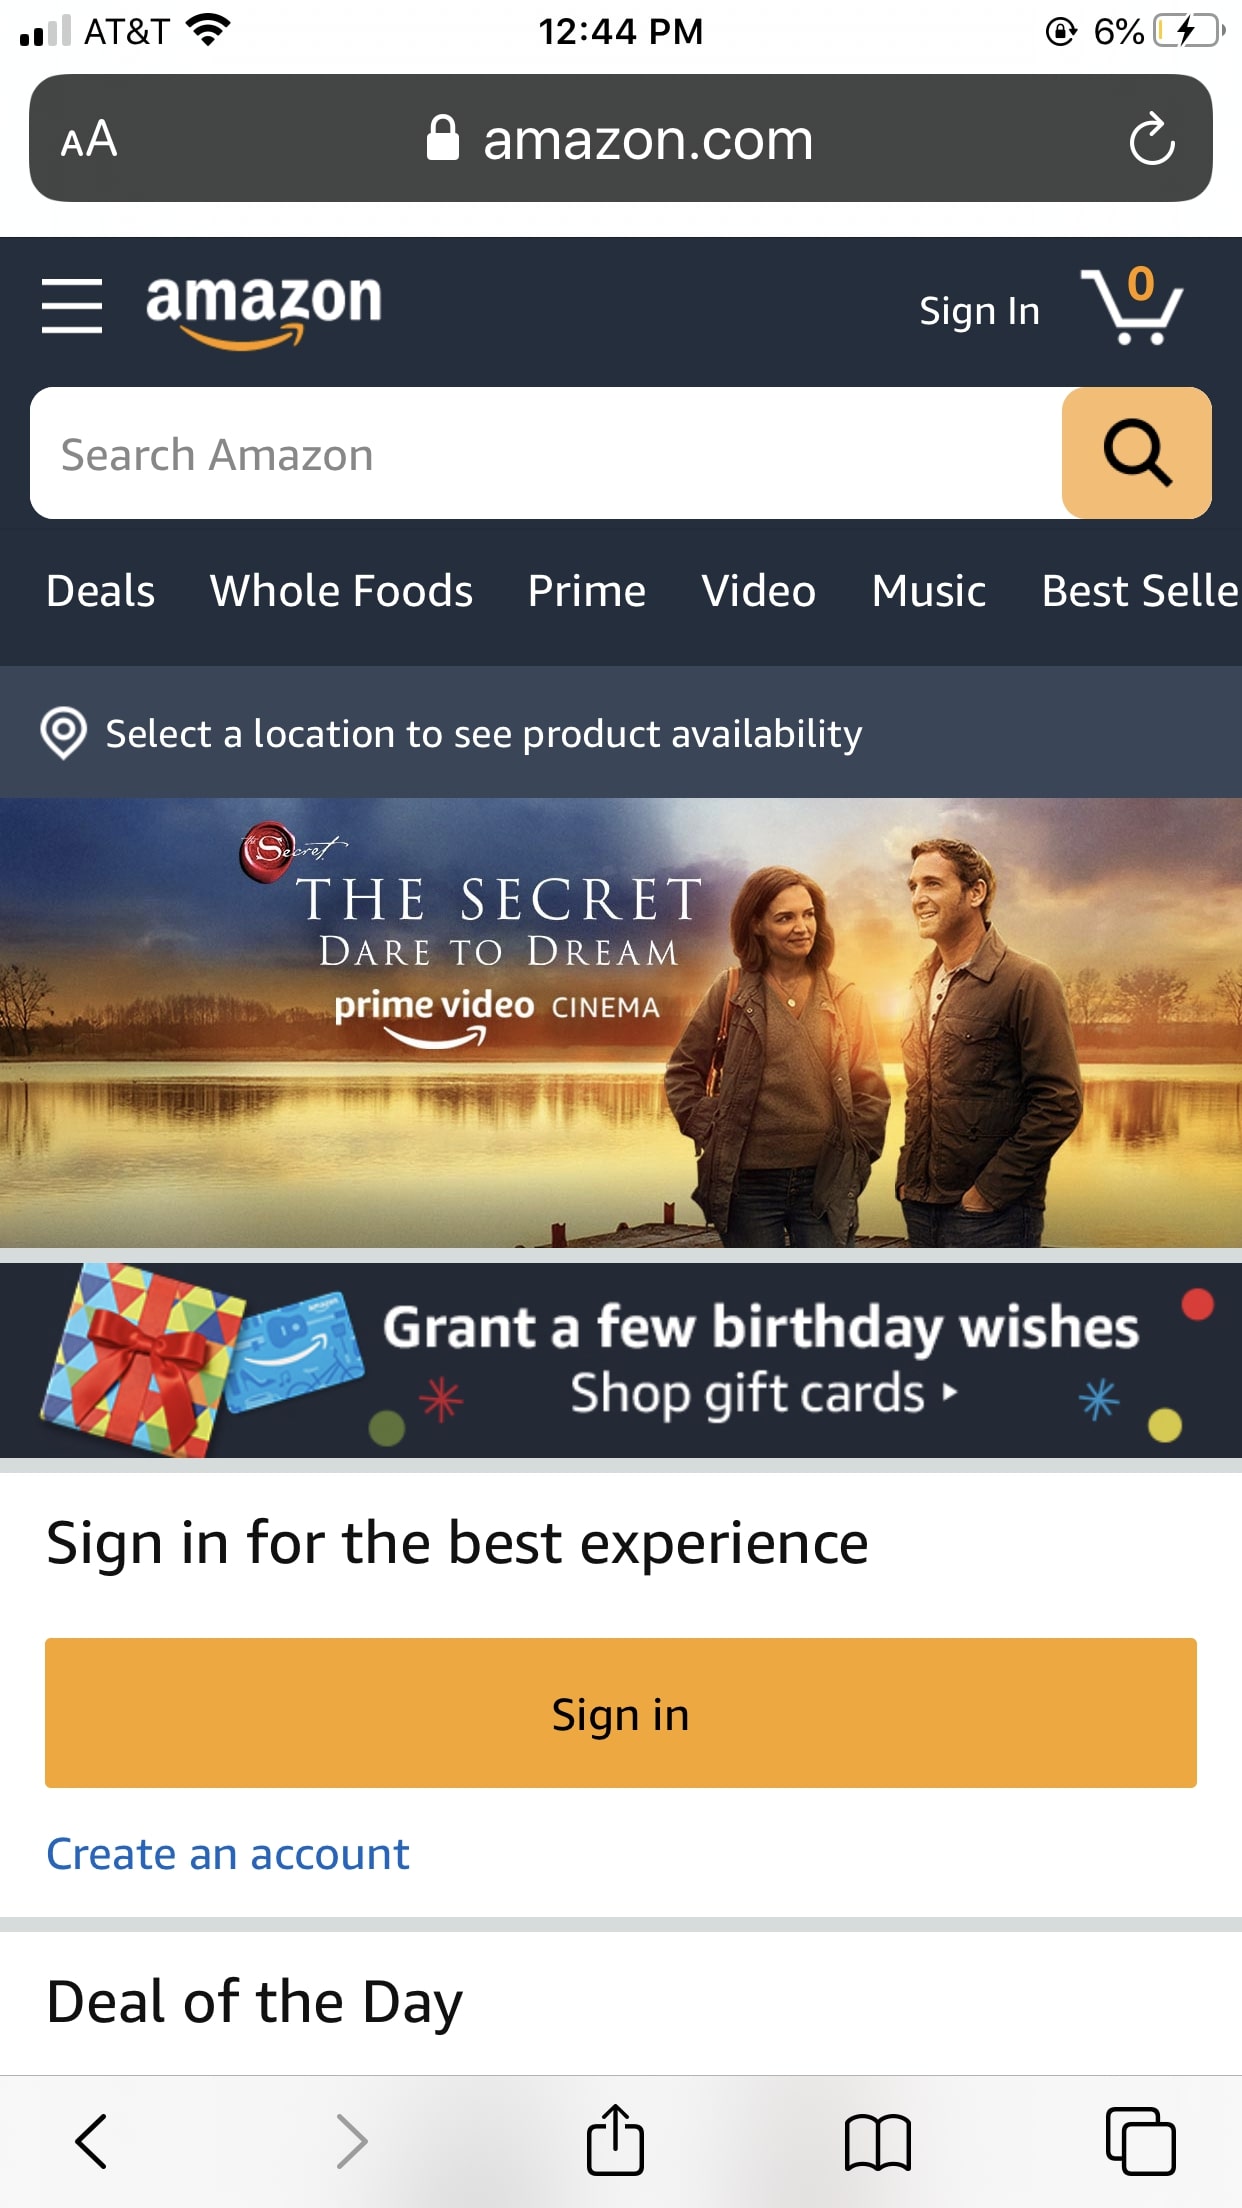 AT&T 12:44 PM 6%
AA amazon.com
amazon Sign In 0
Search Amazon
Deals Whole Foods Prime Video Music Best Selle
Select a location to see product availability
the Secret
THE SECRET
DARE TO DREAM
prime video CINEMA
Grant a few birthday wishes
Shop gift cards
Sign in for the best experience
Sign in
Create an account
Deal of the Day